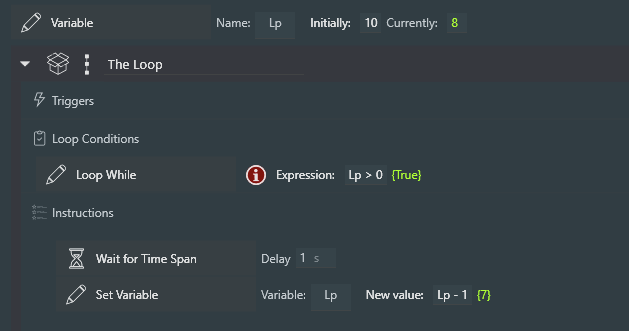 Variable Name: Lp Initially: 10 Currently: 8
The Loop
Triggers
Loop Conditions
Loop While Expression: Lp > 0 {True}
Instructions
Wait for Time Span Delay 1 s
Set Variable Variable: Lp New value: Lp - 1 {7}